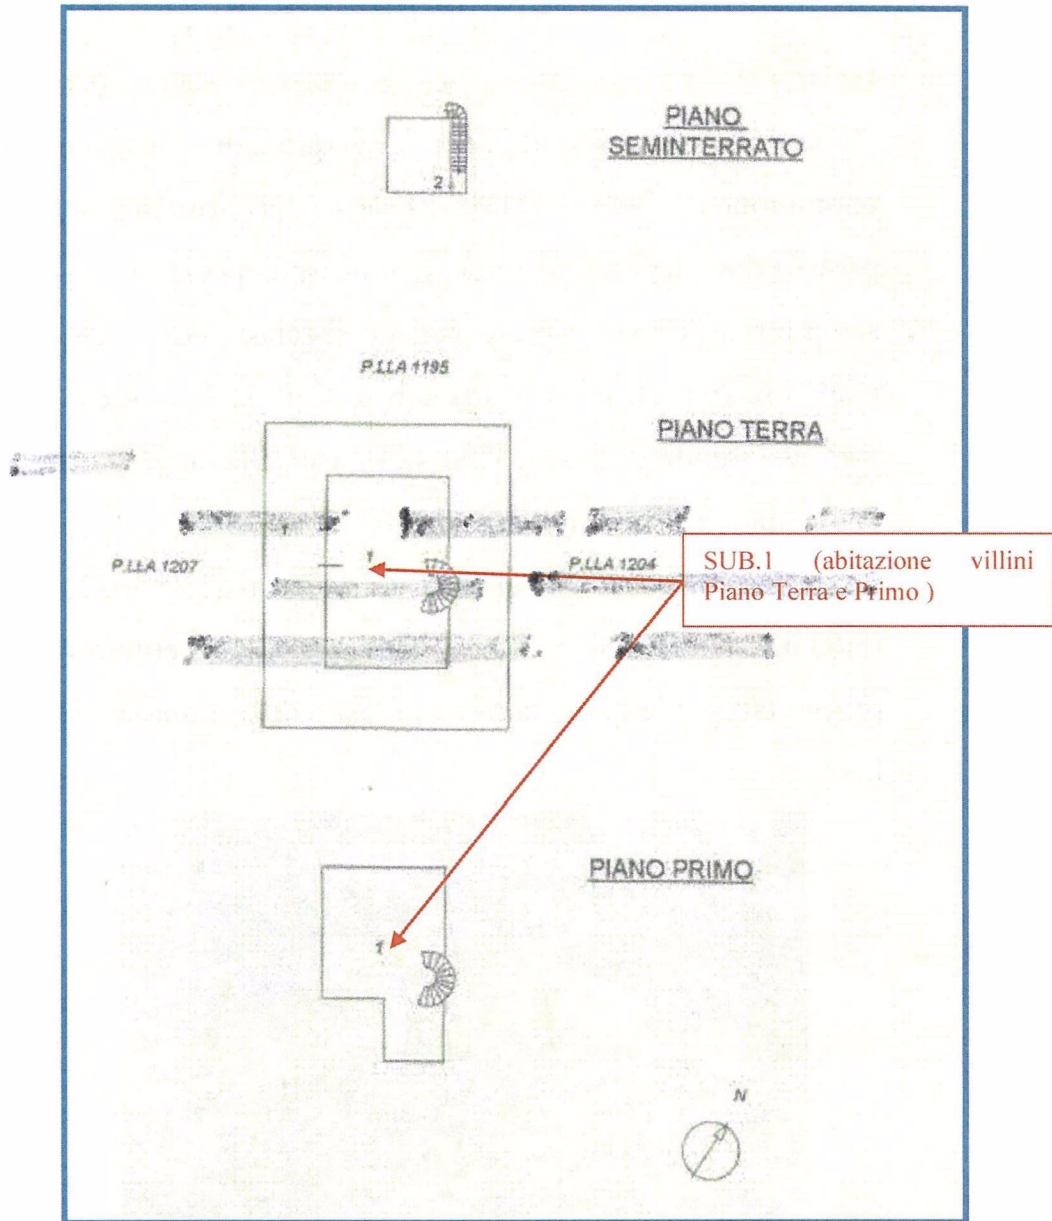 PIANO
SEMINTERRATO
2
P.LLA 1195
PIANO TERRA
P.LLA 1207
1
P.LLA 1204
SUB.1 (abitazione villini
Piano Terra e Primo )
PIANO PRIMO
1
N